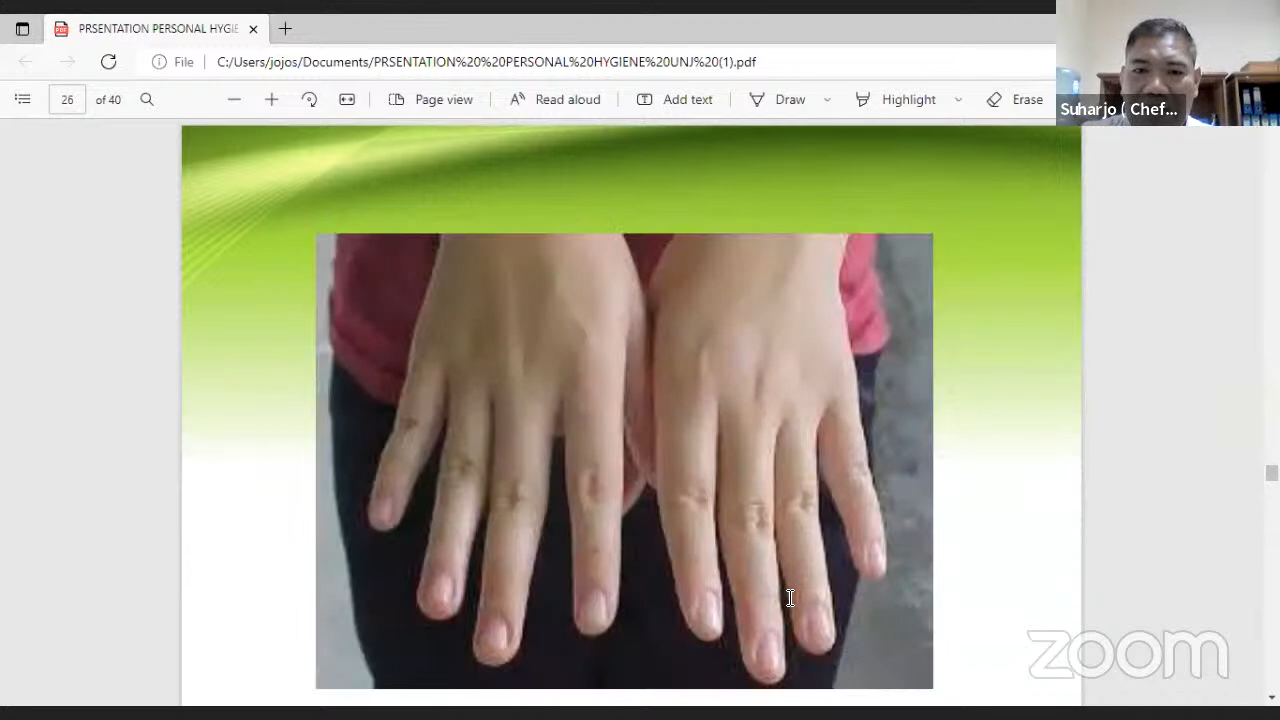 PRSENTATION PERSONAL HYGIE
File
C:/Users/jojos/Documents/PRSENTATION%20%20PERSONAL%20HYGIENE%20UNJ%20(1).pdf
Suharjo ( Chef...
26 of 40
Page view
Read aloud
Add text
Draw
Highlight
Erase
zoom